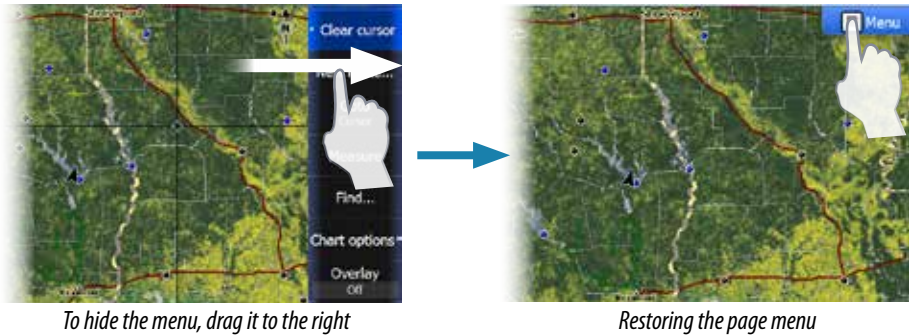 Clear cursor
Measure
Find...
Chart options
Overlay
Off
Menu
To hide the menu, drag it to the right
Restoring the page menu